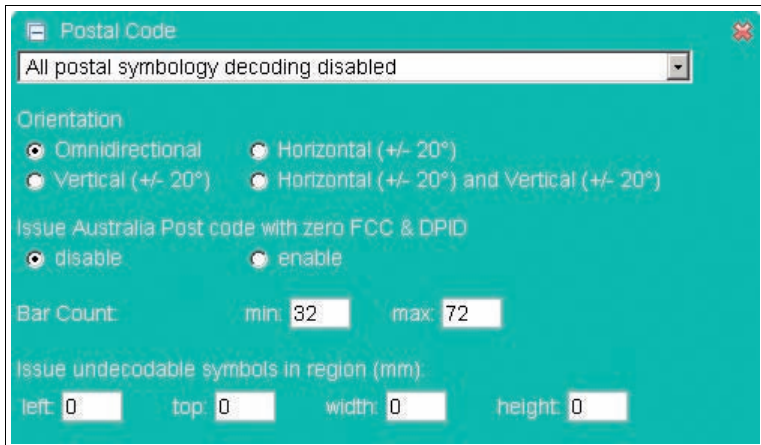 Postal Code
All postal symbology decoding disabled
Orientation
Omnidirectional Horizontal (+/- 20°)
Vertical (+/- 20°) Horizontal (+/- 20°) and Vertical (+/- 20°)
Issue Australia Post code with zero FCC & DPID
disable enable
Bar Count: min: 32 max: 72
Issue undecodable symbols in region (mm):
left: 0 top: 0 width: 0 height: 0